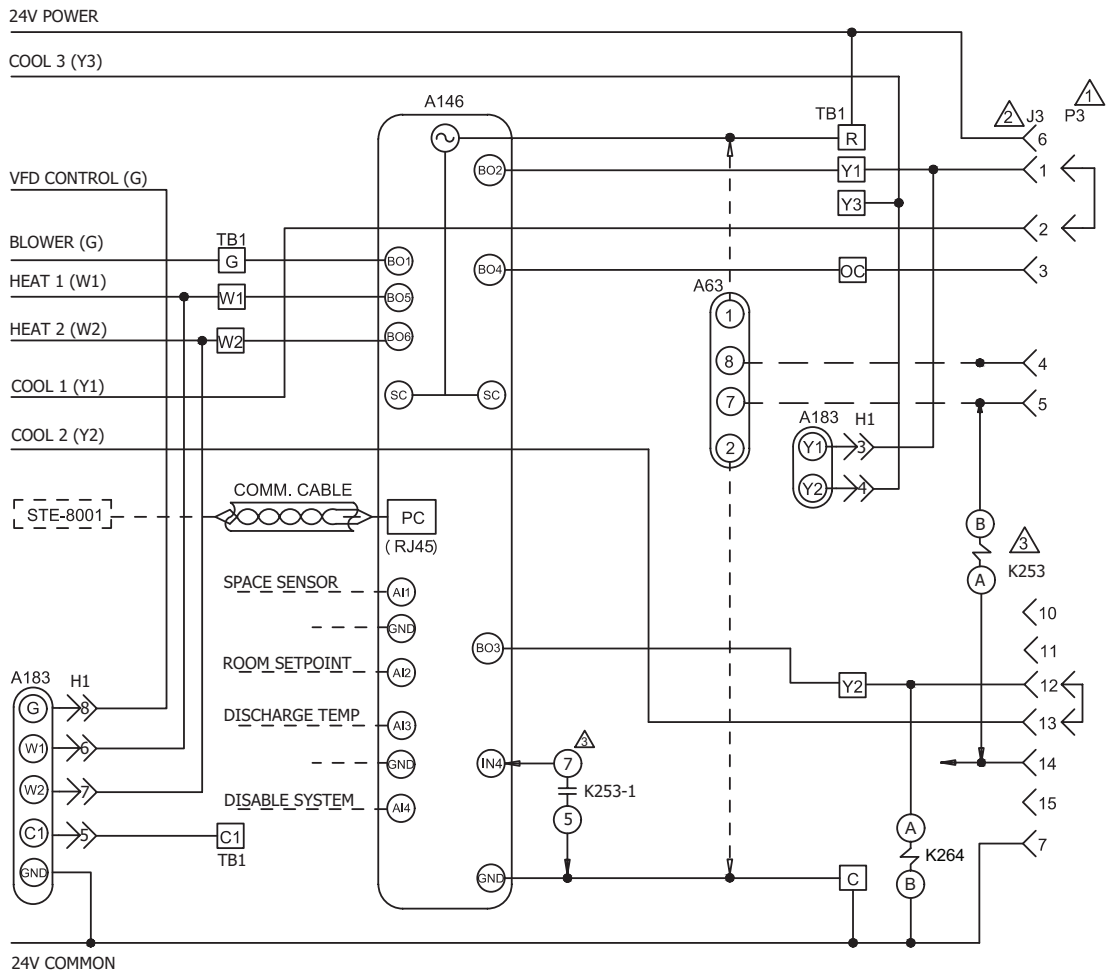 24V POWER
COOL 3 (Y3)
A146
TB1
2
J3
1
P3
R
6
BO2
Y1
1
VFD CONTROL (G)
Y3
BLOWER (G)
TB1
2
G
BO1
BO4
OC
3
HEAT 1 (W1)
W1
BO5
A63
1
HEAT 2 (W2)
W2
BO6
8
4
COOL 1 (Y1)
SC
SC
7
5
A183
H1
COOL 2 (Y2)
2
Y1
3
Y2
4
COMM. CABLE
STE-8001
PC
(RJ45)
B
3
K253
A
SPACE SENSOR
AI1
10
GND
BO3
11
ROOM SETPOINT
AI2
A183
H1
Y2
12
G
8
DISCHARGE TEMP
AI3
13
W1
6
GND
IN4
7
3
14
K253-1
W2
7
DISABLE SYSTEM
AI4
5
15
C1
5
C1
TB1
A
K264
7
GND
GND
C
B
24V COMMON